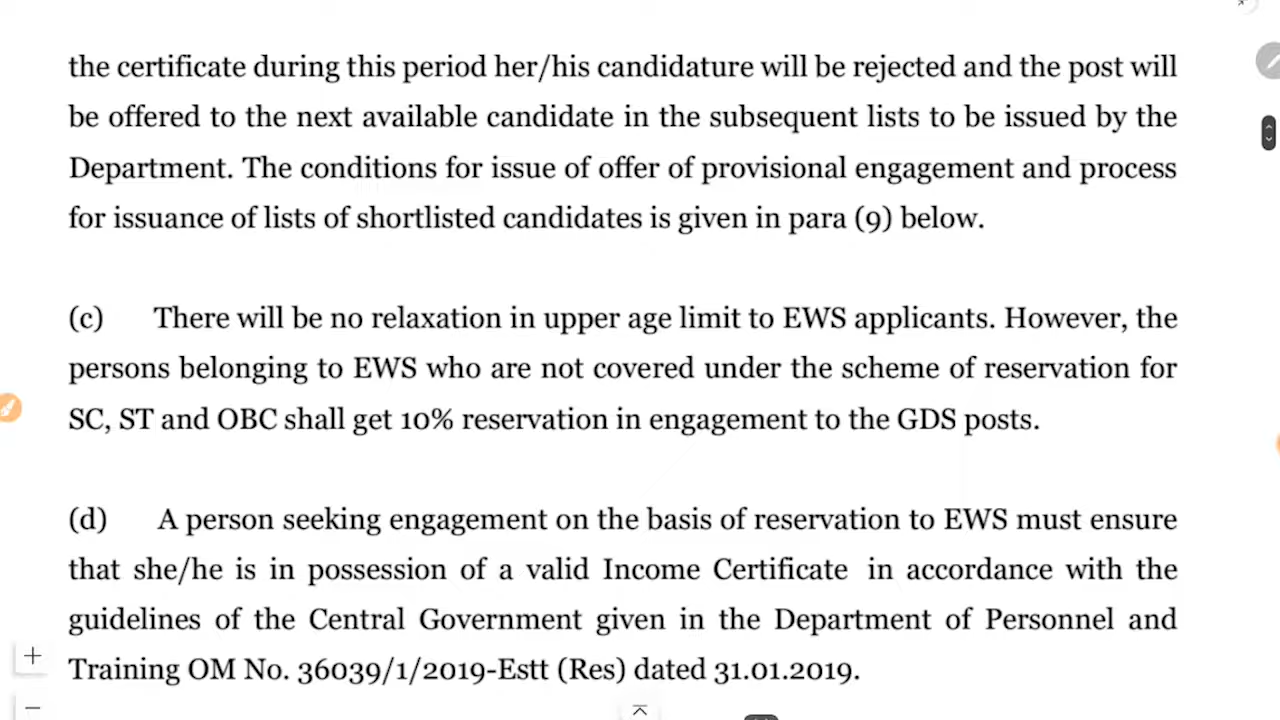 the certificate during this period her/his candidature will be rejected and the post will
be offered to the next available candidate in the subsequent lists to be issued by the
Department. The conditions for issue of offer of provisional engagement and process
for issuance of lists of shortlisted candidates is given in para (9) below.
(c) There will be no relaxation in upper age limit to EWS applicants. However, the
persons belonging to EWS who are not covered under the scheme of reservation for
SC, ST and OBC shall get 10% reservation in engagement to the GDS posts.
(d) A person seeking engagement on the basis of reservation to EWS must ensure
that she/he is in possession of a valid Income Certificate in accordance with the
guidelines of the Central Government given in the Department of Personnel and
Training OM No. 36039/1/2019-Estt (Res) dated 31.01.2019.